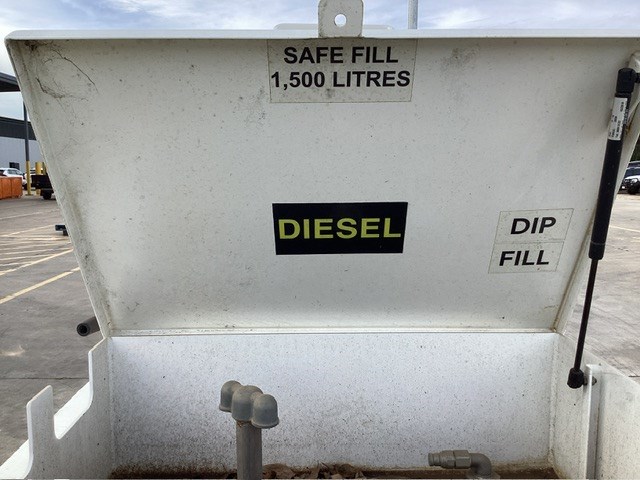 SAFE FILL
1,500 LITRES
DIESEL
DIP
FILL